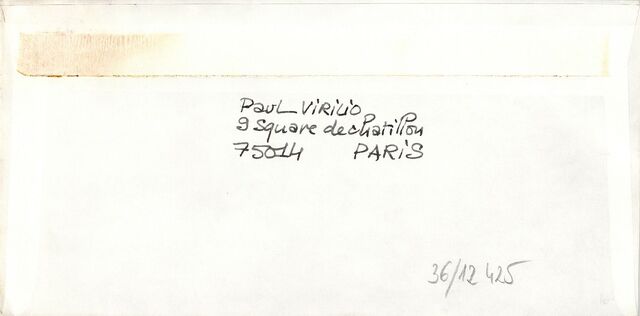 Paul Virilio
9 Square de chatillon
75014 PARIS
36/12 425